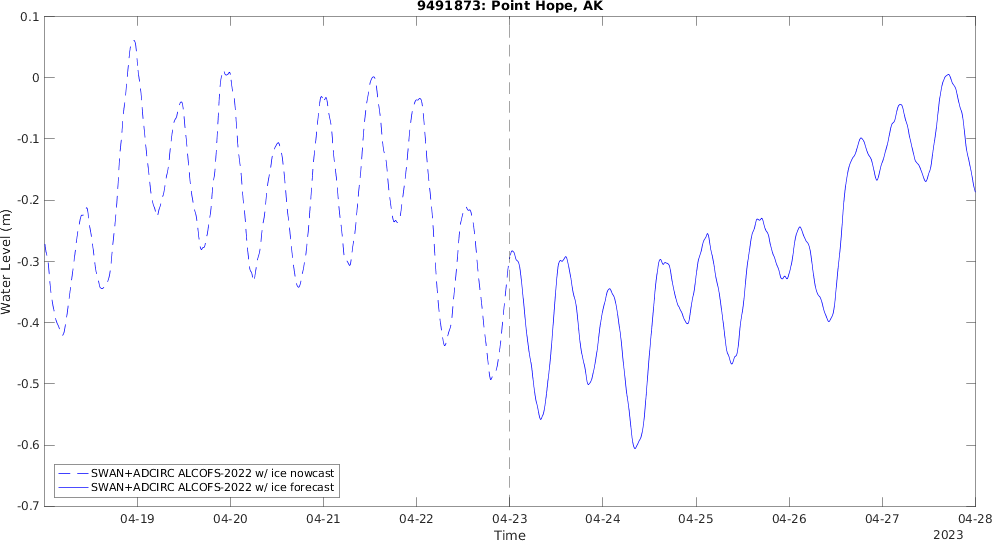 9491873: Point Hope, AK
0.1
0
-0.1
-0.2
-0.3
-0.4
-0.5
-0.6
-0.7
Water Level (m)
SWAN+ADCIRC ALCOFS-2022 w/ ice nowcast
SWAN+ADCIRC ALCOFS-2022 w/ ice forecast
04-19 04-20 04-21 04-22 04-23 04-24 04-25 04-26 04-27 04-28
Time
2023